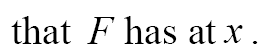 that F has at x .